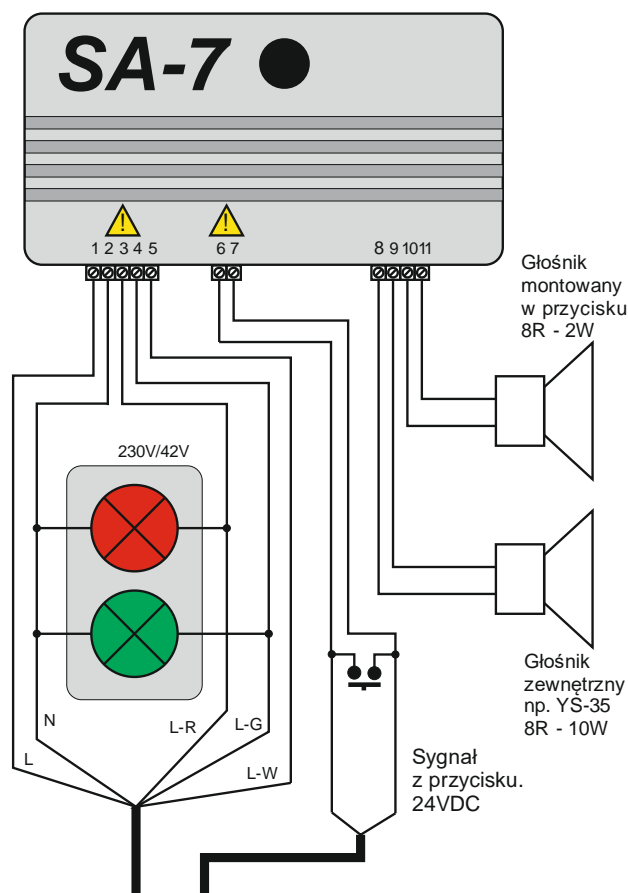 SA-7
1 2 3 4 5
6 7
8 9 10 11
Głośnik
montowany
w przycisku
8R - 2W
230V/42V
Głośnik
zewnętrzny
np. YS-35
8R - 10W
N
L-R
L-G
L
L-W
Sygnał
z przycisku.
24VDC